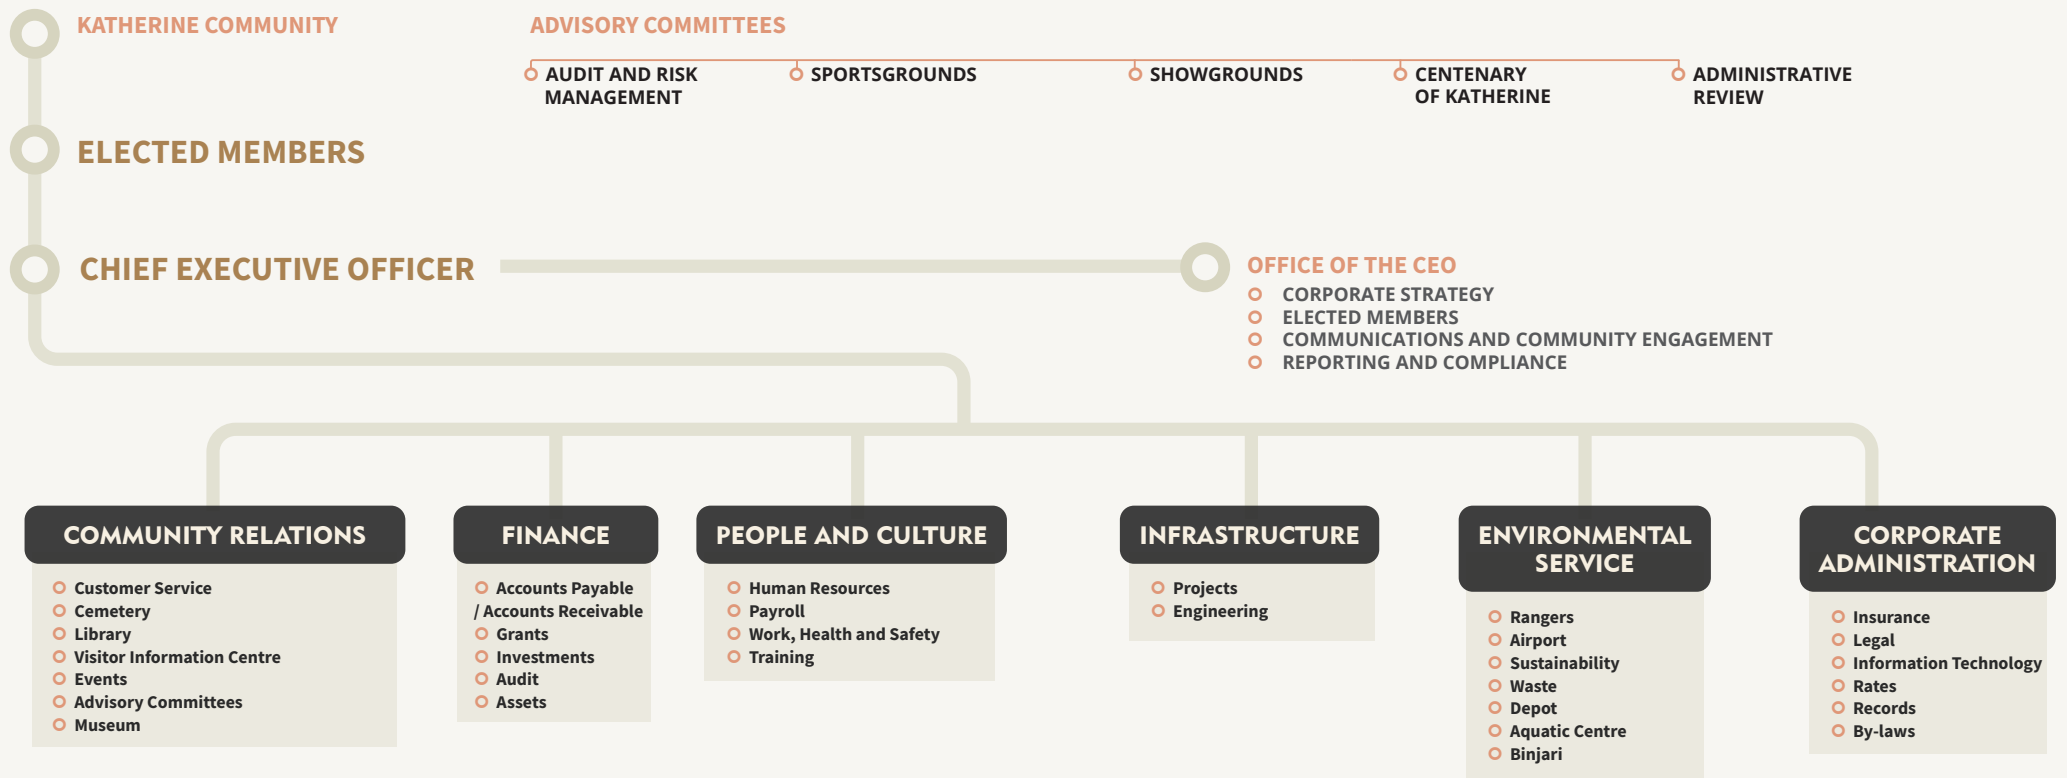 KATHERINE COMMUNITY
ADVISORY COMMITTEES
AUDIT AND RISK
MANAGEMENT
SPORTSGROUNDS
SHOWGROUNDS
CENTENARY
OF KATHERINE
ADMINISTRATIVE
REVIEW
ELECTED MEMBERS
CHIEF EXECUTIVE OFFICER
OFFICE OF THE CEO
CORPORATE STRATEGY
ELECTED MEMBERS
COMMUNICATIONS AND COMMUNITY ENGAGEMENT
REPORTING AND COMPLIANCE
COMMUNITY RELATIONS
Customer Service
Cemetery
Library
Visitor Information Centre
Events
Advisory Committees
Museum
FINANCE
Accounts Payable
/ Accounts Receivable
Grants
Investments
Audit
Assets
PEOPLE AND CULTURE
Human Resources
Payroll
Work, Health and Safety
Training
INFRASTRUCTURE
Projects
Engineering
ENVIRONMENTAL
SERVICE
Rangers
Airport
Sustainability
Waste
Depot
Aquatic Centre
Binjari
CORPORATE
ADMINISTRATION
Insurance
Legal
Information Technology
Rates
Records
By-laws